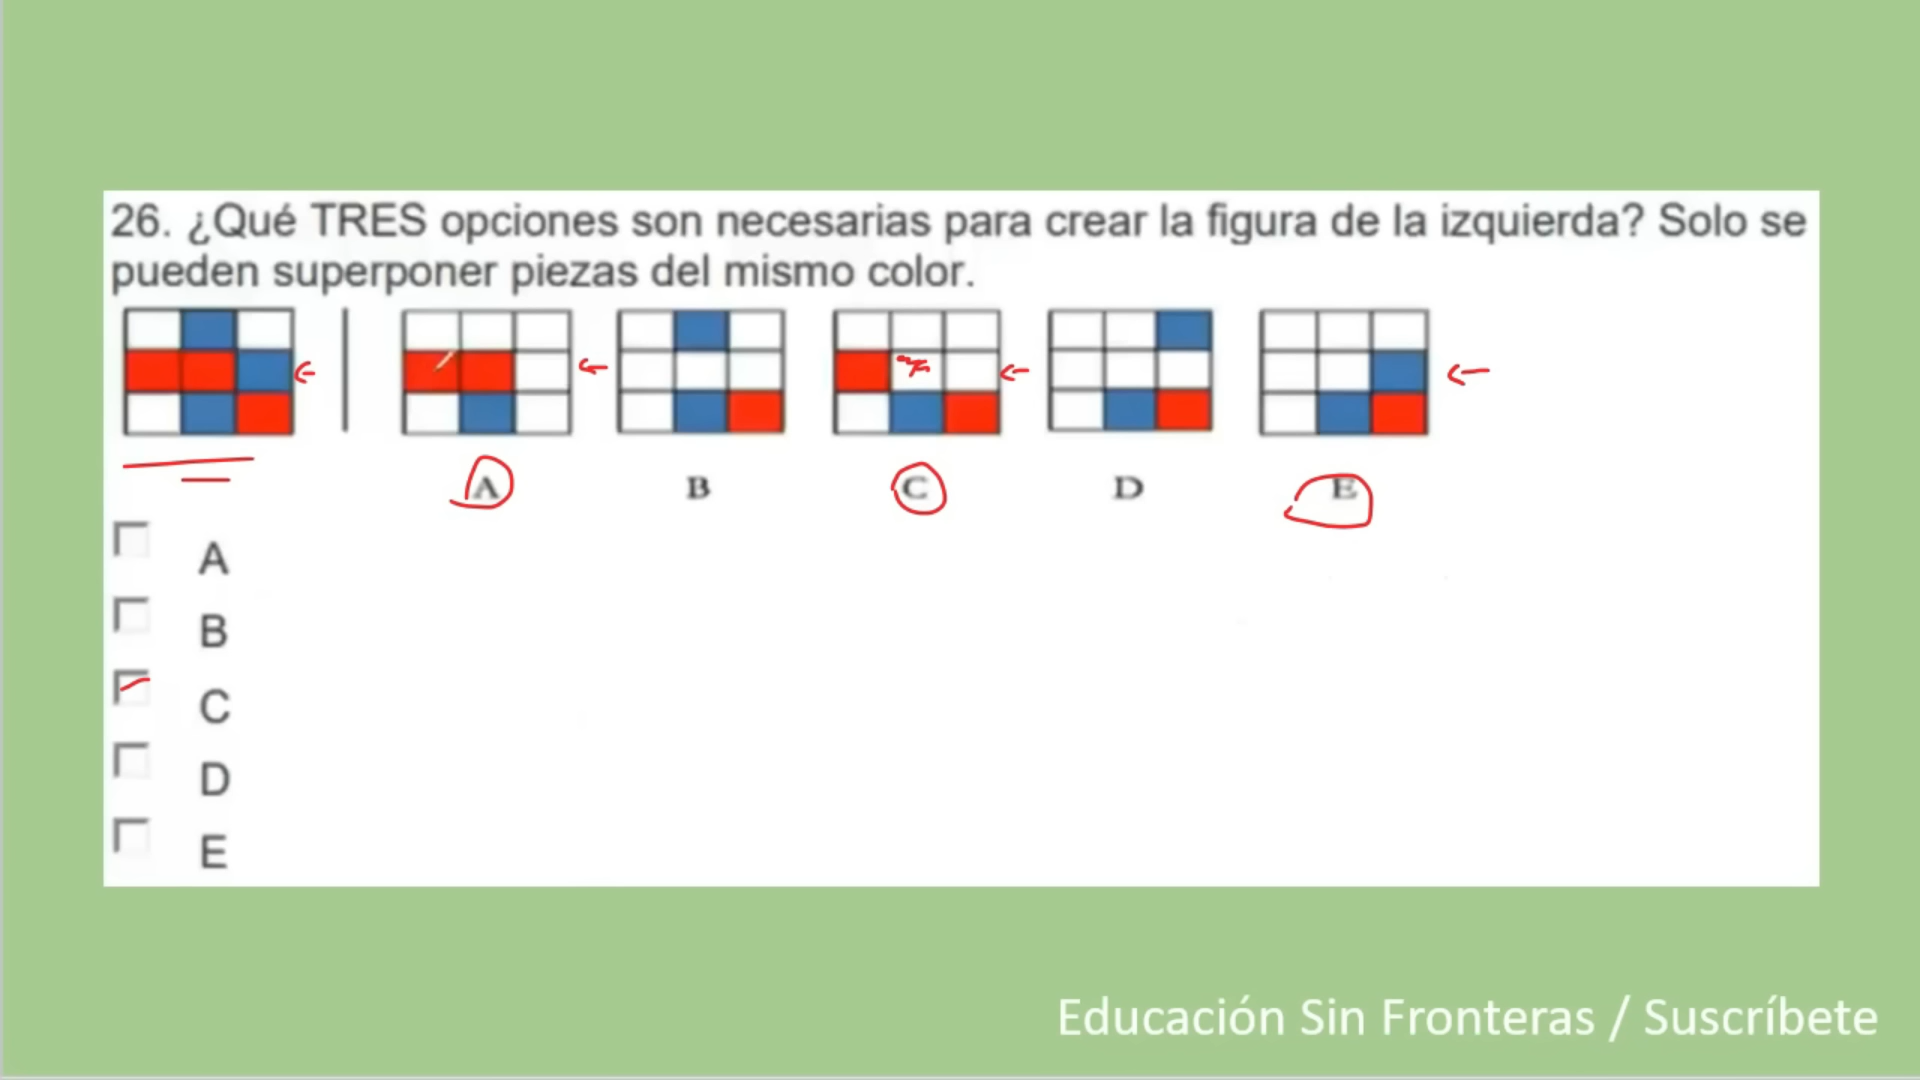 26. ¿Qué TRES opciones son necesarias para crear la figura de la izquierda? Solo se
pueden superponer piezas del mismo color.
A B C D E
A
B
C
D
E
Educación Sin Fronteras / Suscríbete